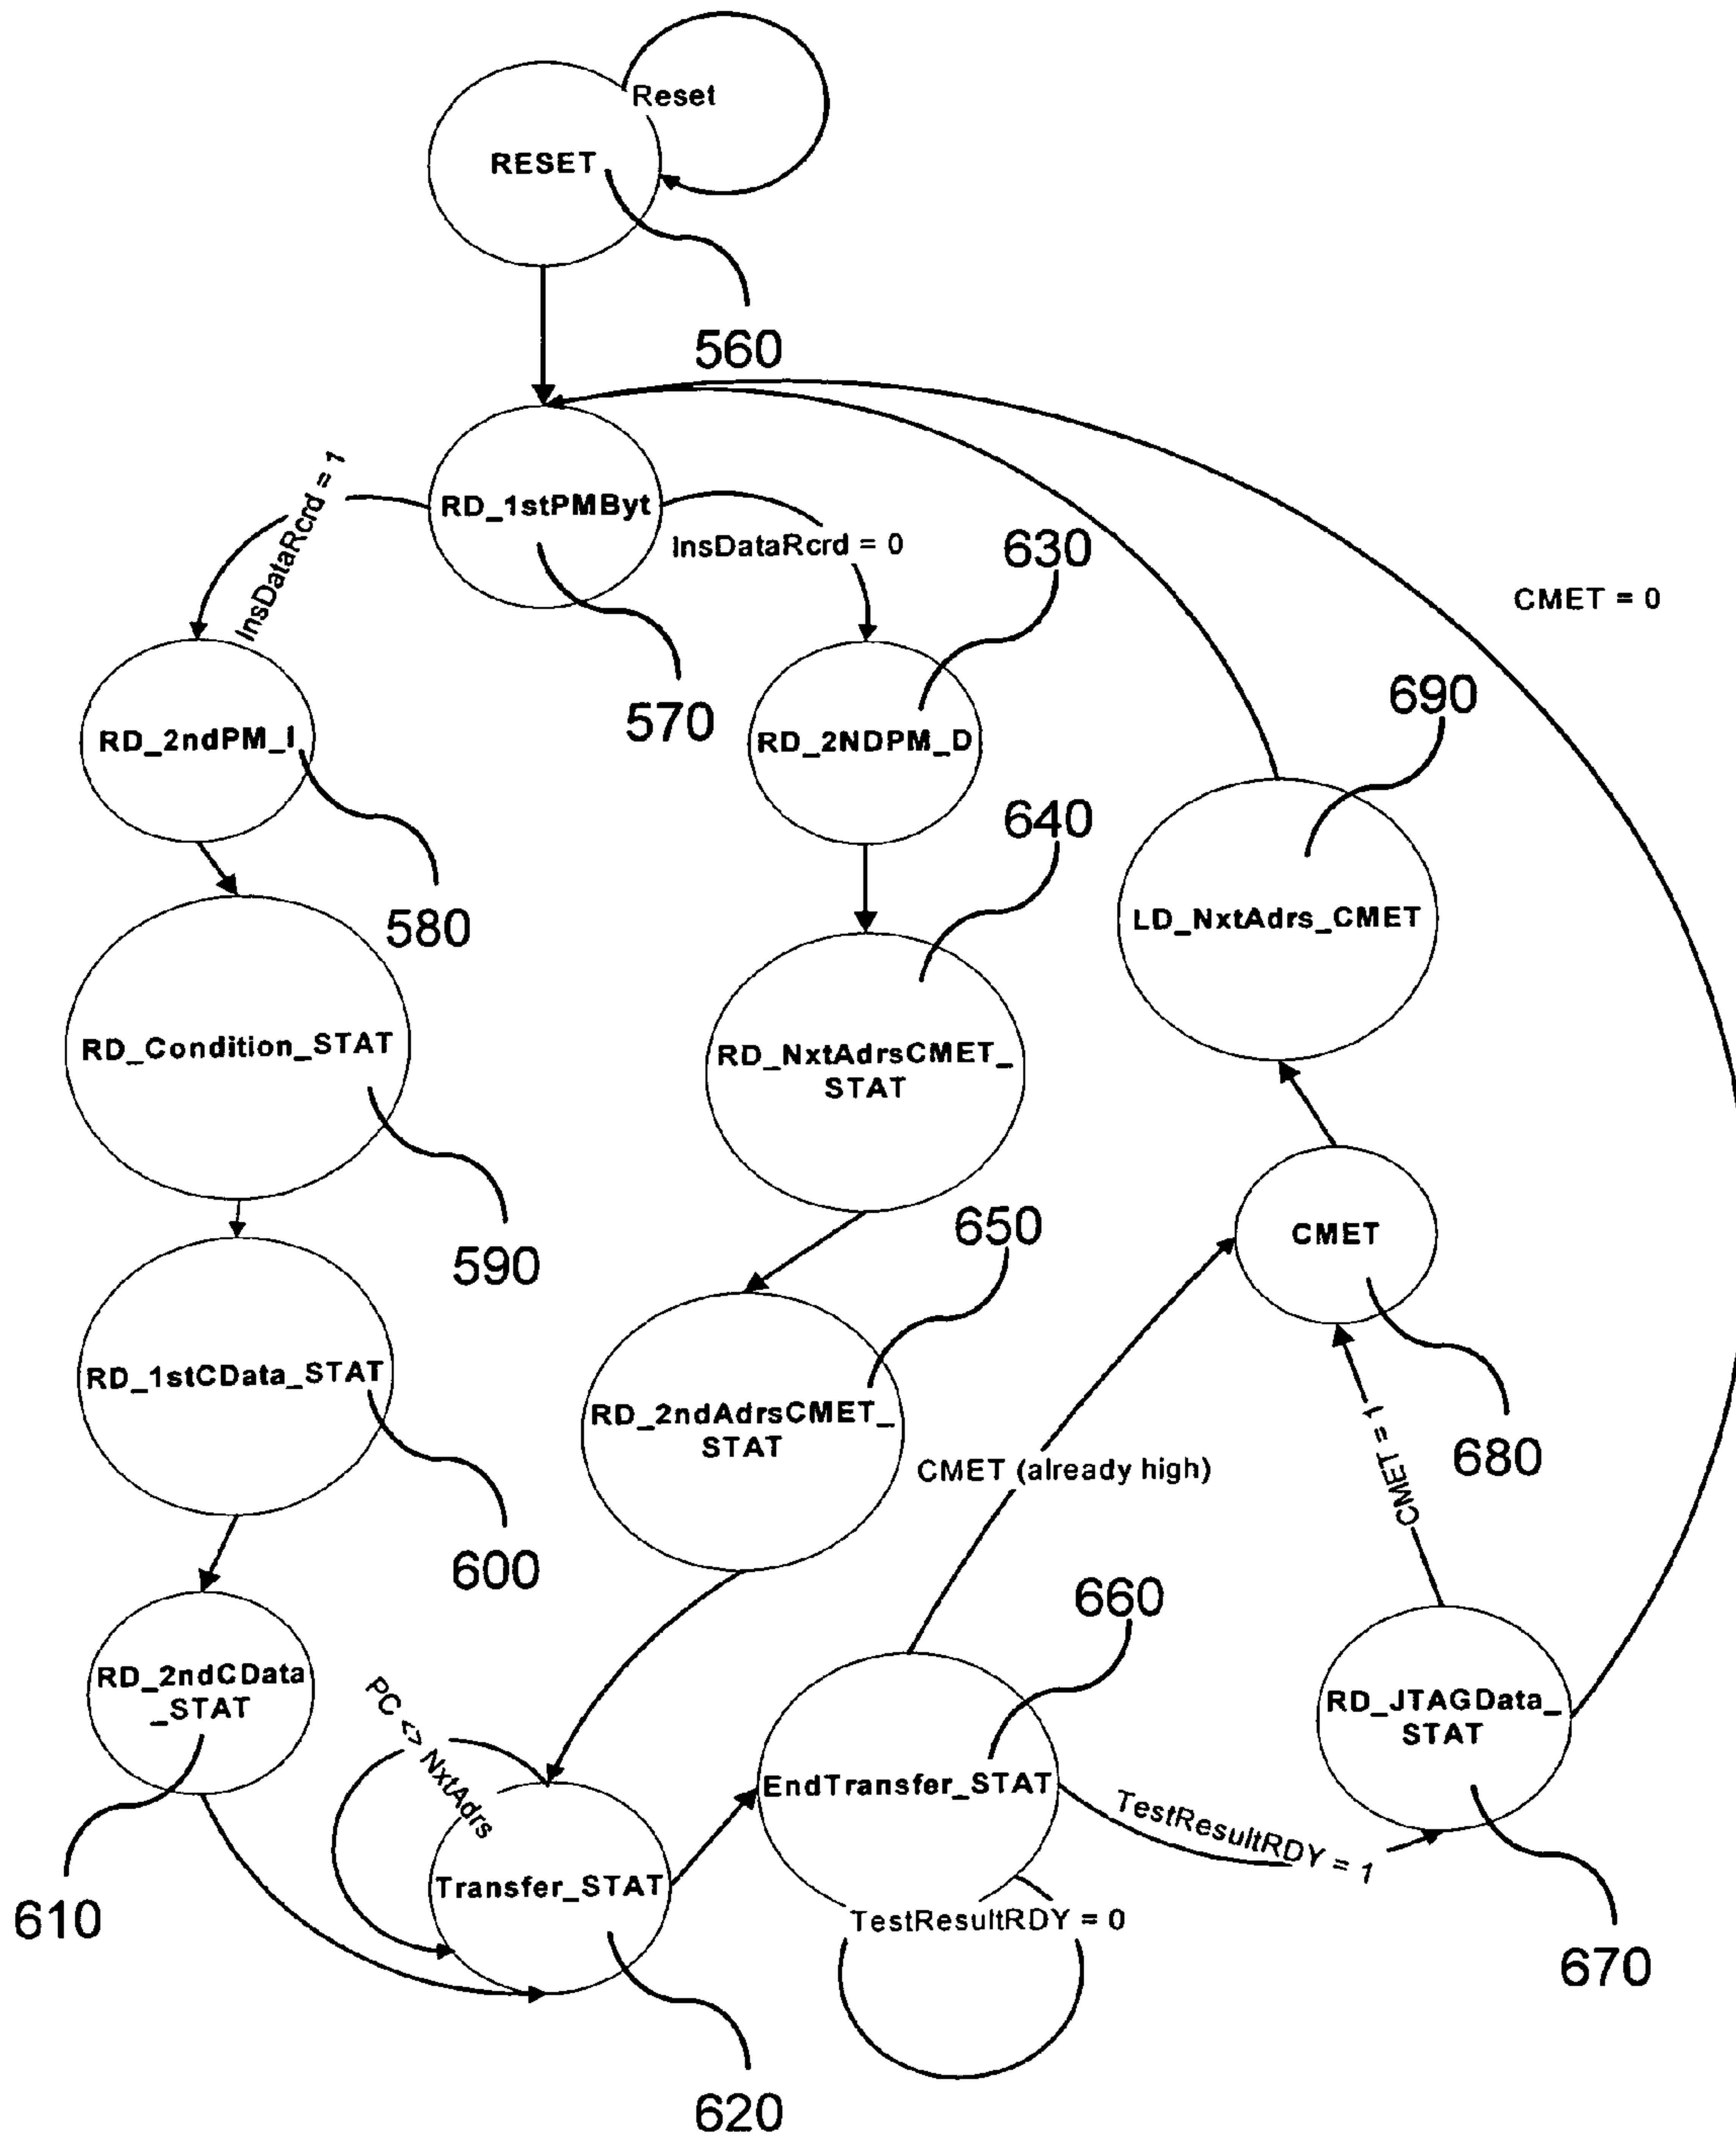 Reset
RESET
560
RD_1stPMByt
InsDataRcrd = 1
InsDataRcrd = 0
630
CMET = 0
570
690
RD_2ndPM_I
RD_2NDPM_D
640
580
LD_NxtAdrs_CMET
RD_Condition_STAT
RD_NxtAdrsCMET_
STAT
650
CMET
590
RD_1stCData_STAT
RD_2ndAdrsCMET_
STAT
CMET (already high)
CMET = 1
680
600
660
RD_2ndCData
_STAT
PC <> NxtAdrs
RD_JTAGData_
STAT
EndTransfer_STAT
TestResultRDY = 1
Transfer_STAT
610
TestResultRDY = 0
670
620